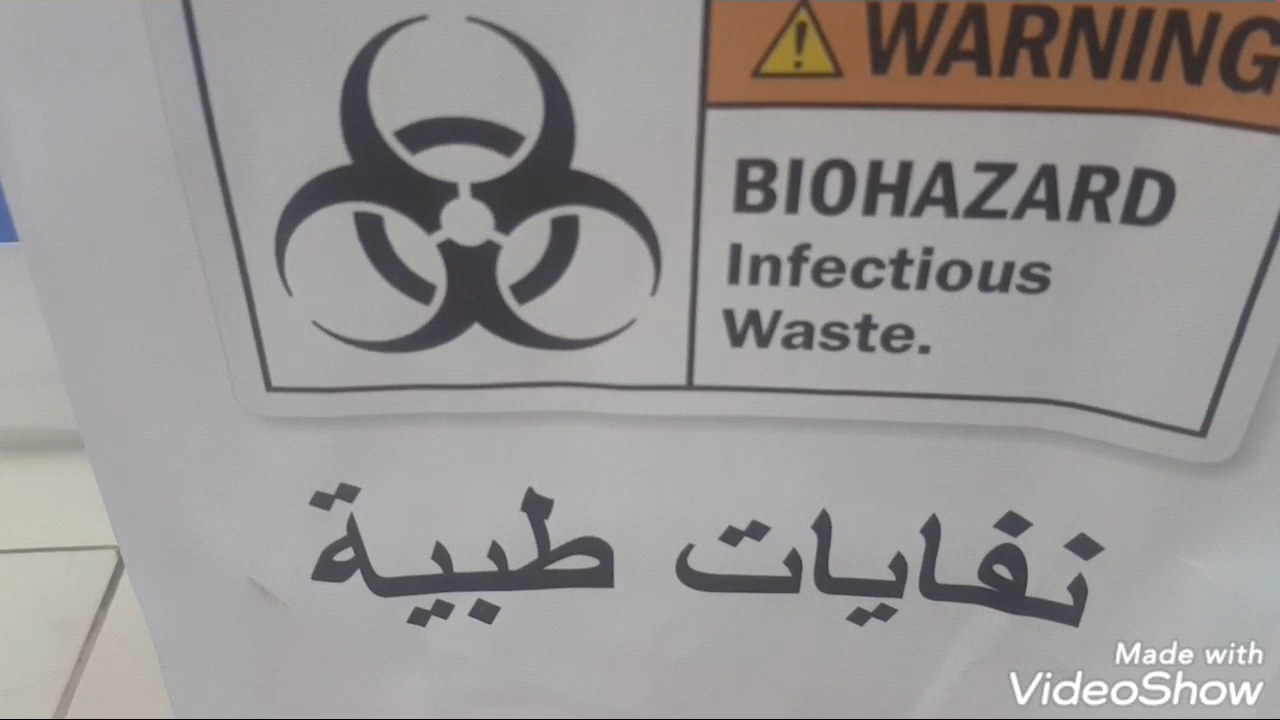 WARNING
BIOHAZARD
Infectious
Waste.
نفايات طبية
Made with
VideoShow